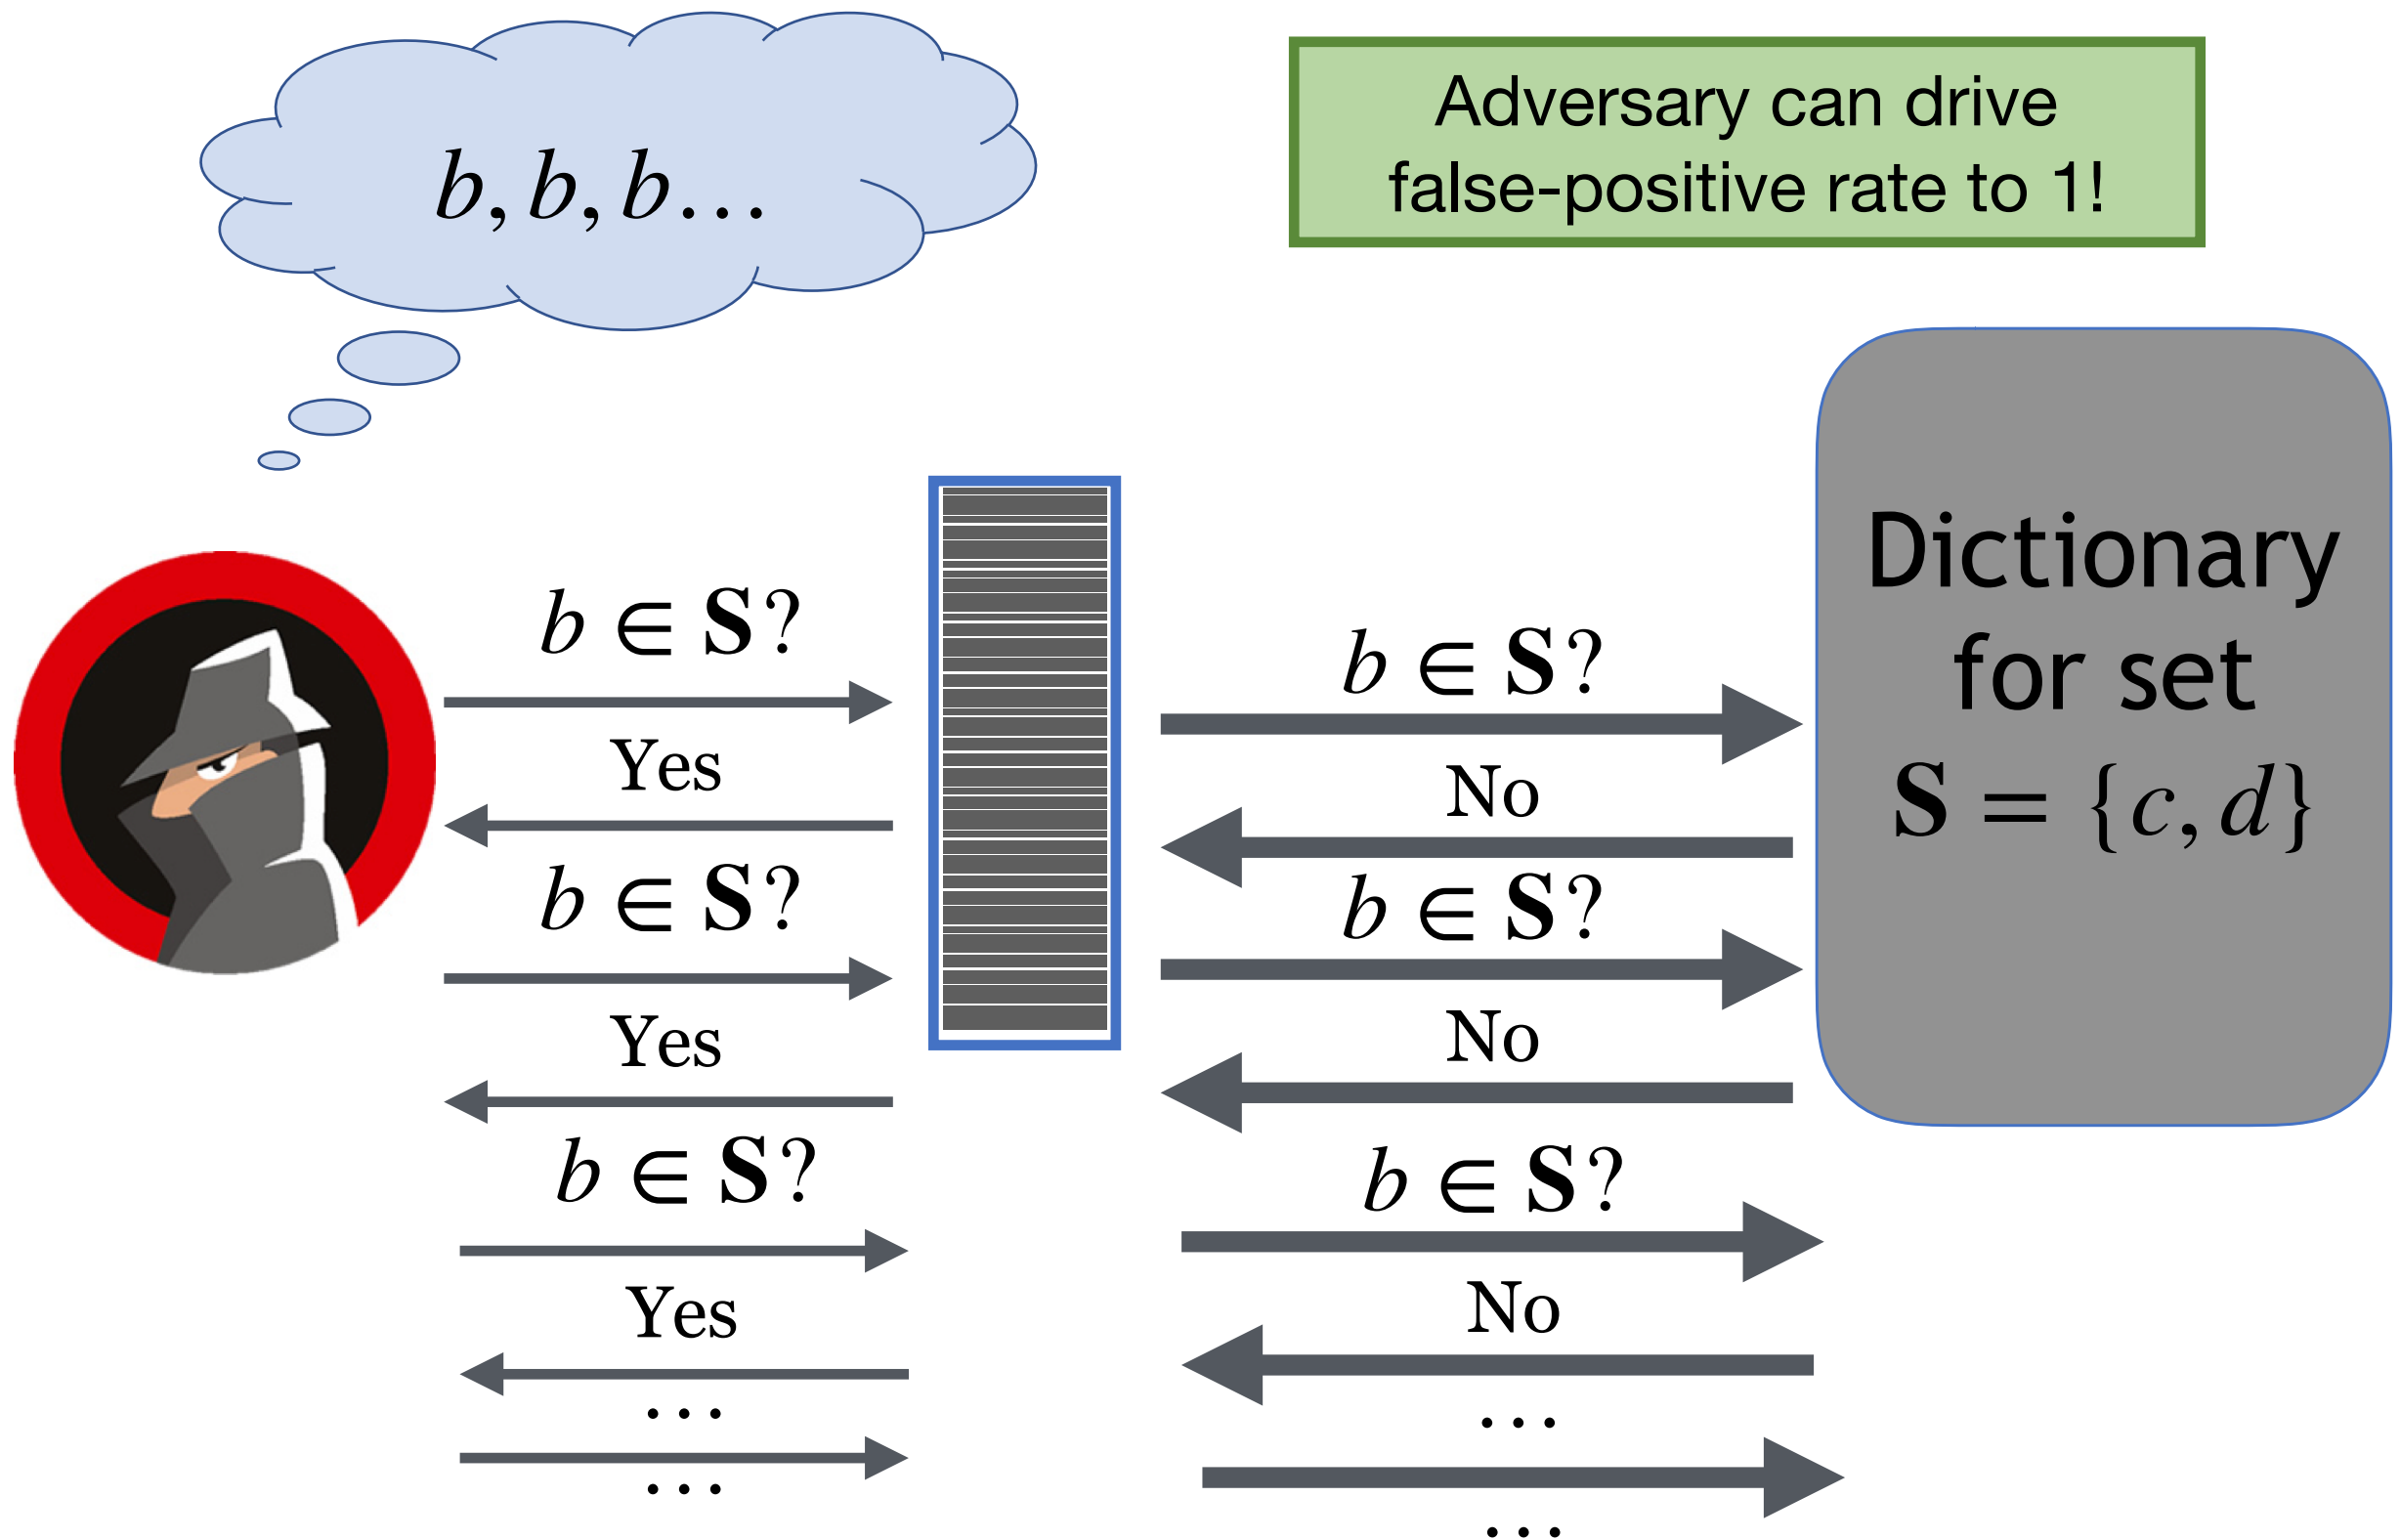 b, b, b...
Adversary can drive
false-positive rate to 1!
Dictionary
for set
S = {c, d}
b ∈ S?
Yes
b ∈ S?
Yes
b ∈ S?
Yes
...
...
b ∈ S?
No
b ∈ S?
No
b ∈ S?
No
...
...